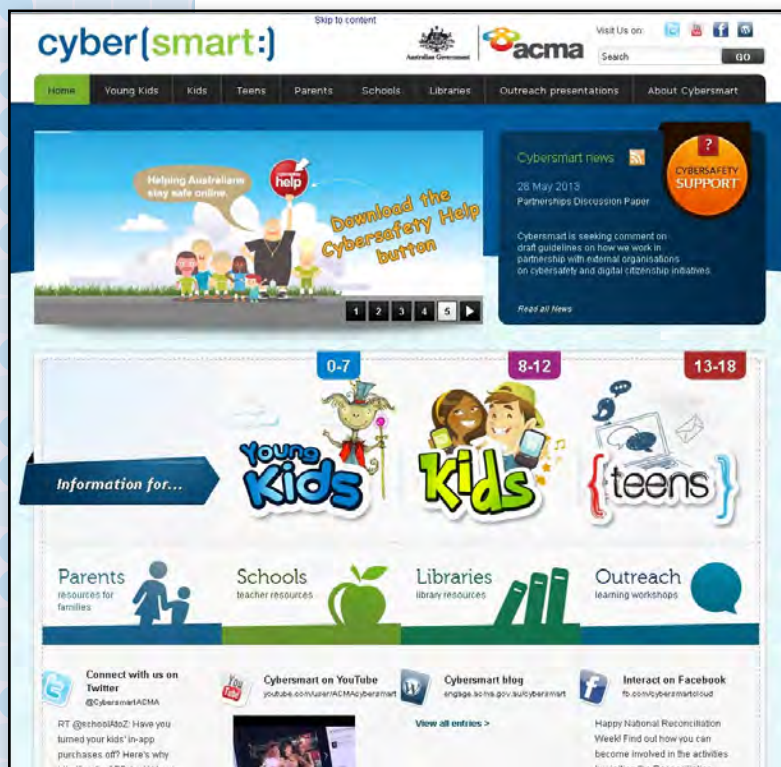 Skip to content
cyber(smart:)
Australian Government
acma
Visit Us on:
Search
GO
Home
Young Kids
Kids
Teens
Parents
Schools
Libraries
Outreach presentations
About Cybersmart
Helping Australians
stay safe online.
help
Download the
Cybersafety Help
button
1 2 3 4 5
Cybersmart news
?
CYBERSAFETY
SUPPORT
28 May 2013
Partnerships Discussion Paper
Cybersmart is seeking comment on
draft guidelines on how we work in
partnership with external organisations
on cybersafety and digital citizenship initiatives.
Read all News
Information for...
0-7
Young
Kids
8-12
Kids
13-18
{teens}
Parents
resources for
families
Schools
teacher resources
Libraries
library resources
Outreach
learning workshops
Connect with us on
Twitter
@CybersmartACMA
RT @schoolAtoZ: Have you
turned your kids' in-app
purchases off? Here's why
You
Tube
Cybersmart on YouTube
youtube.com/user/ACMAcybersmart
Cybersmart blog
engage.acma.gov.au/cybersmart
View all entries >
Interact on Facebook
fb.com/cybersmartcloud
Happy National Reconciliation
Week! Find out how you can
become involved in the activities